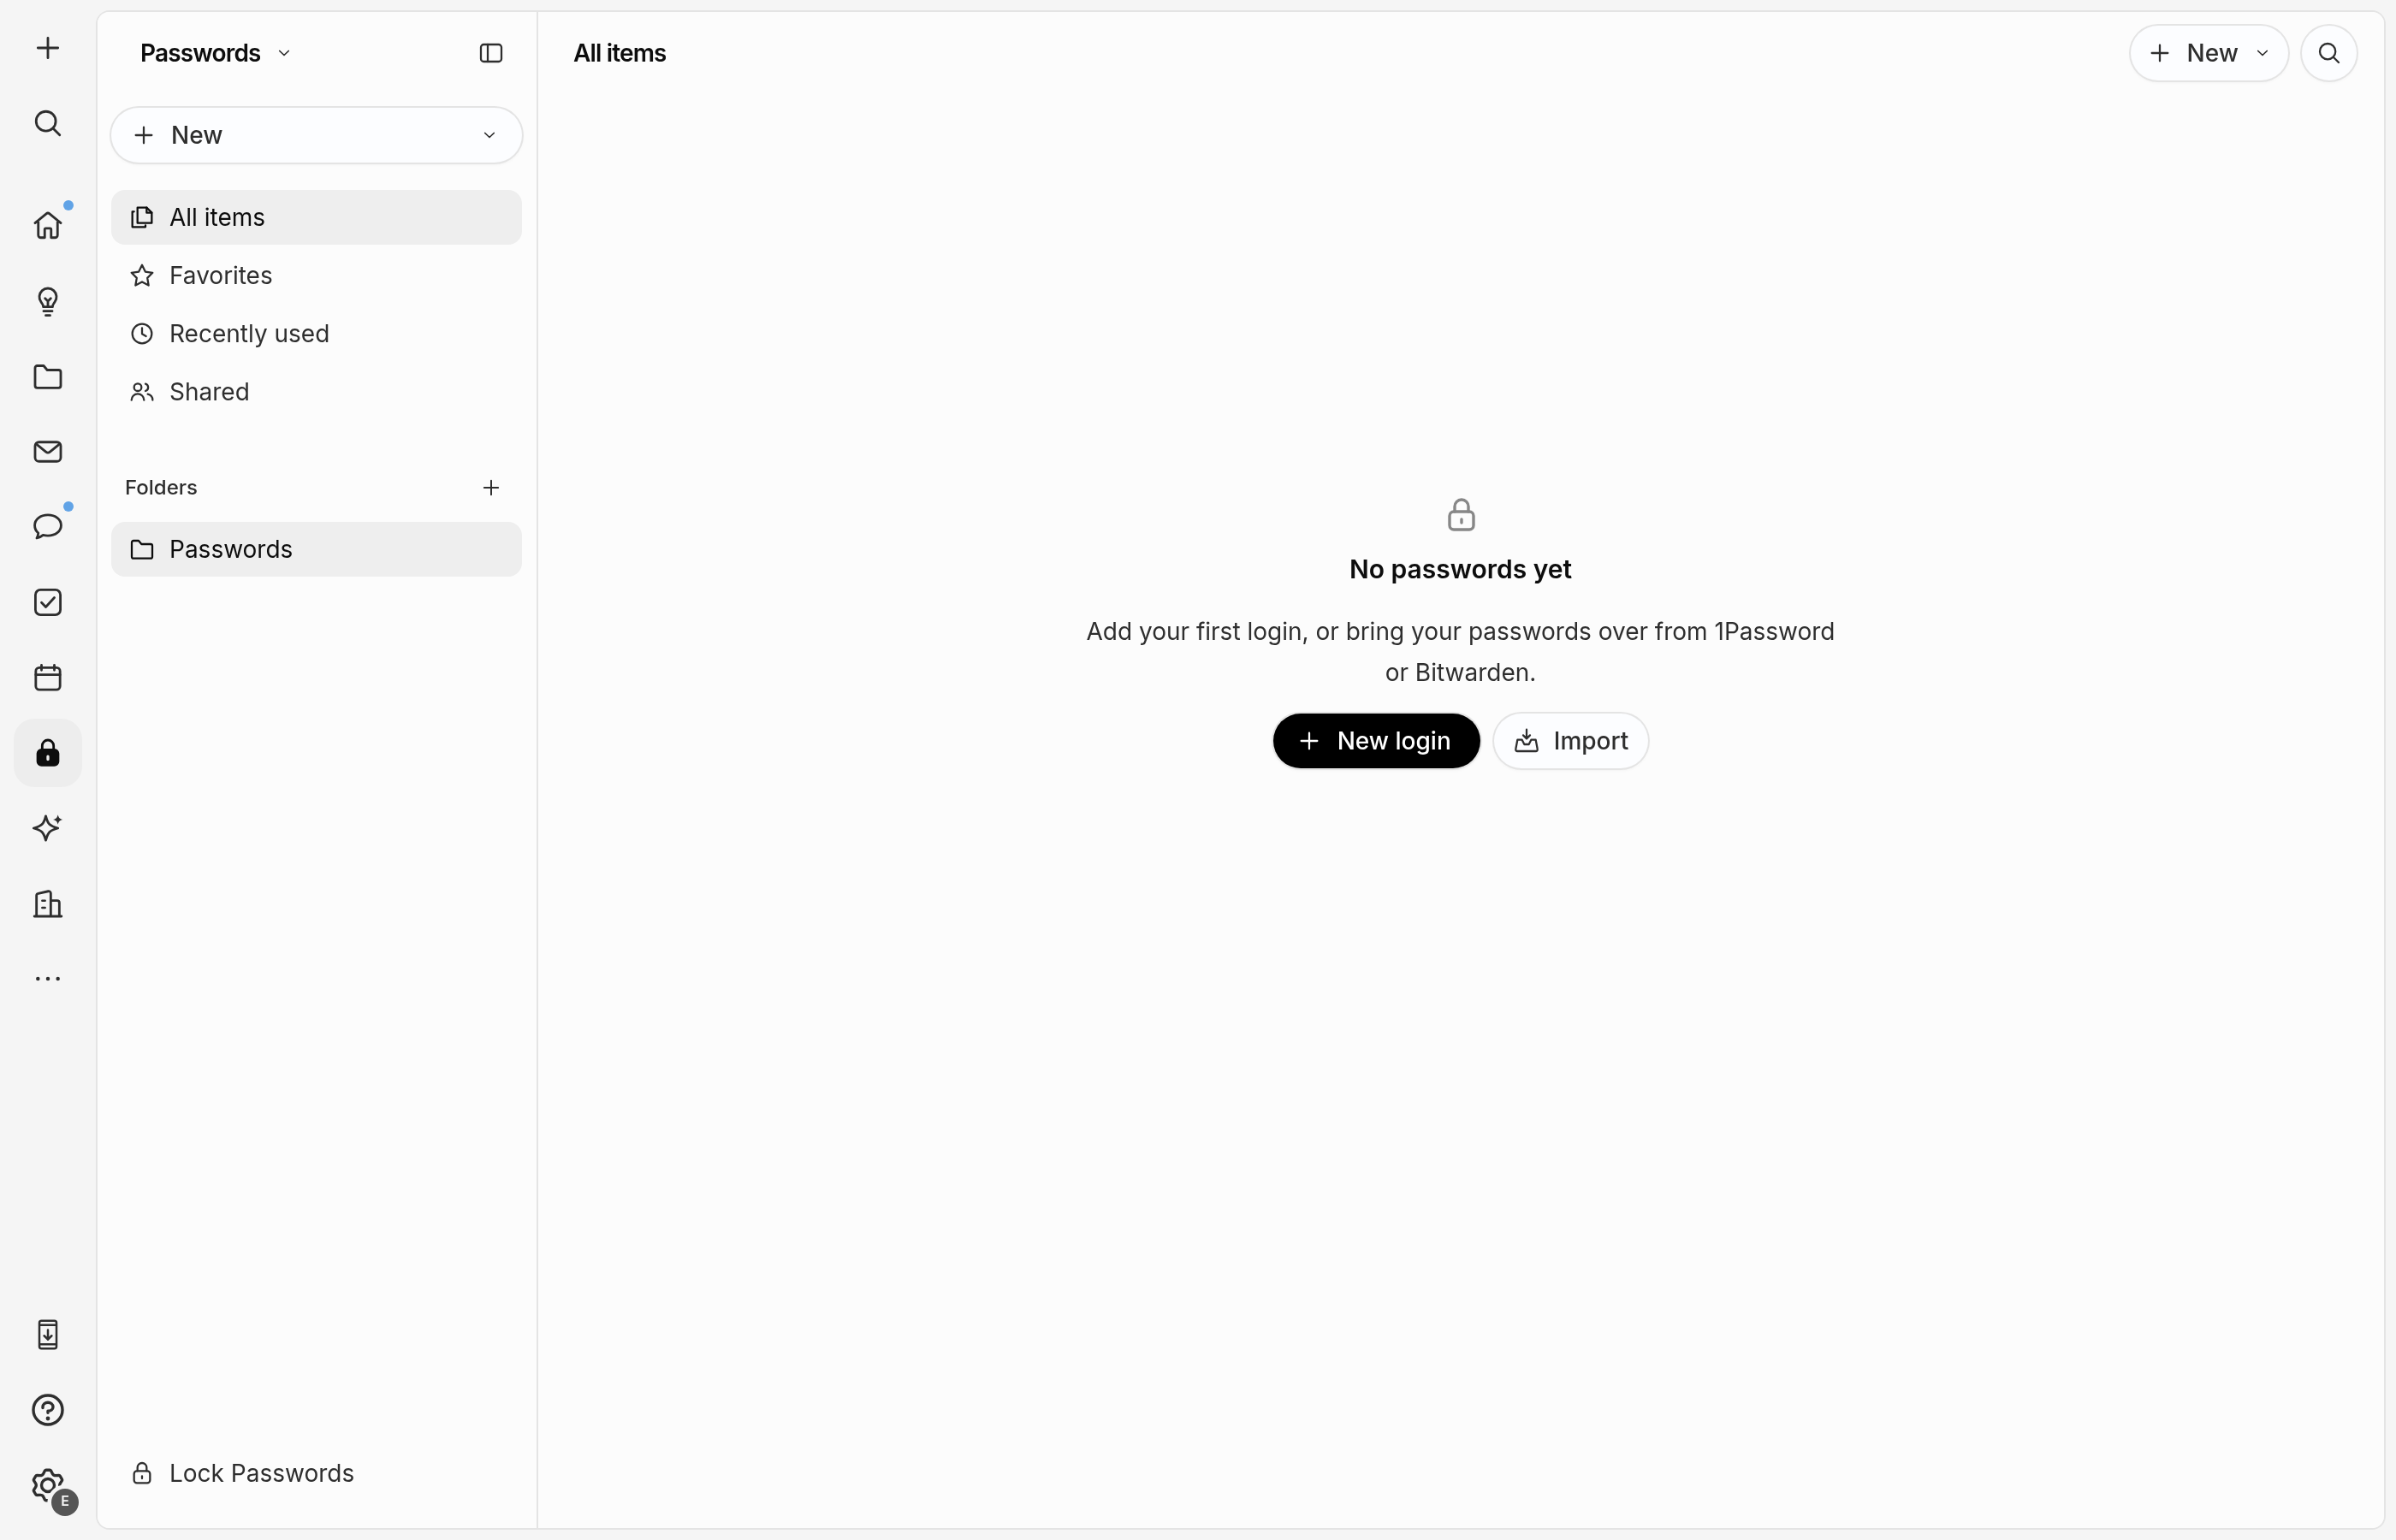 Passwords
New
All items
Favorites
Recently used
Shared
Folders
Passwords
Lock Passwords
E
All items
New
No passwords yet
Add your first login, or bring your passwords over from 1Password
or Bitwarden.
New login
Import